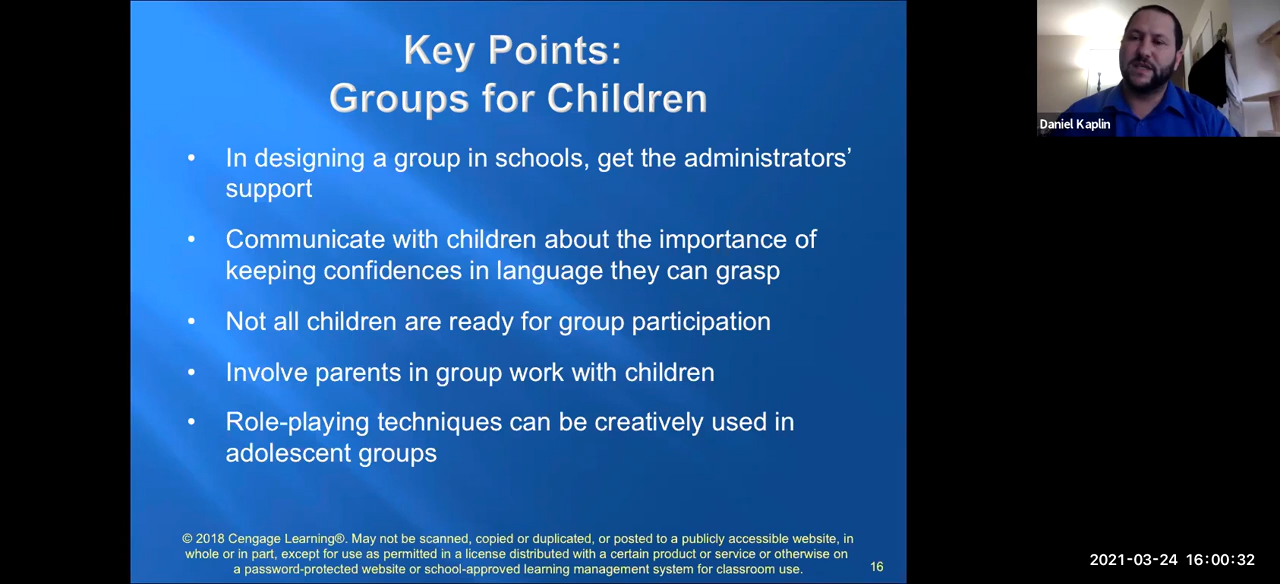 Key Points:
Groups for Children
• In designing a group in schools, get the administrators’
support
• Communicate with children about the importance of
keeping confidences in language they can grasp
• Not all children are ready for group participation
• Involve parents in group work with children
• Role-playing techniques can be creatively used in
adolescent groups
© 2018 Cengage Learning®. May not be scanned, copied or duplicated, or posted to a publicly accessible website, in
whole or in part, except for use as permitted in a license distributed with a certain product or service or otherwise on
a password-protected website or school-approved learning management system for classroom use.
16
Daniel Kaplin
2021-03-24 16:00:32